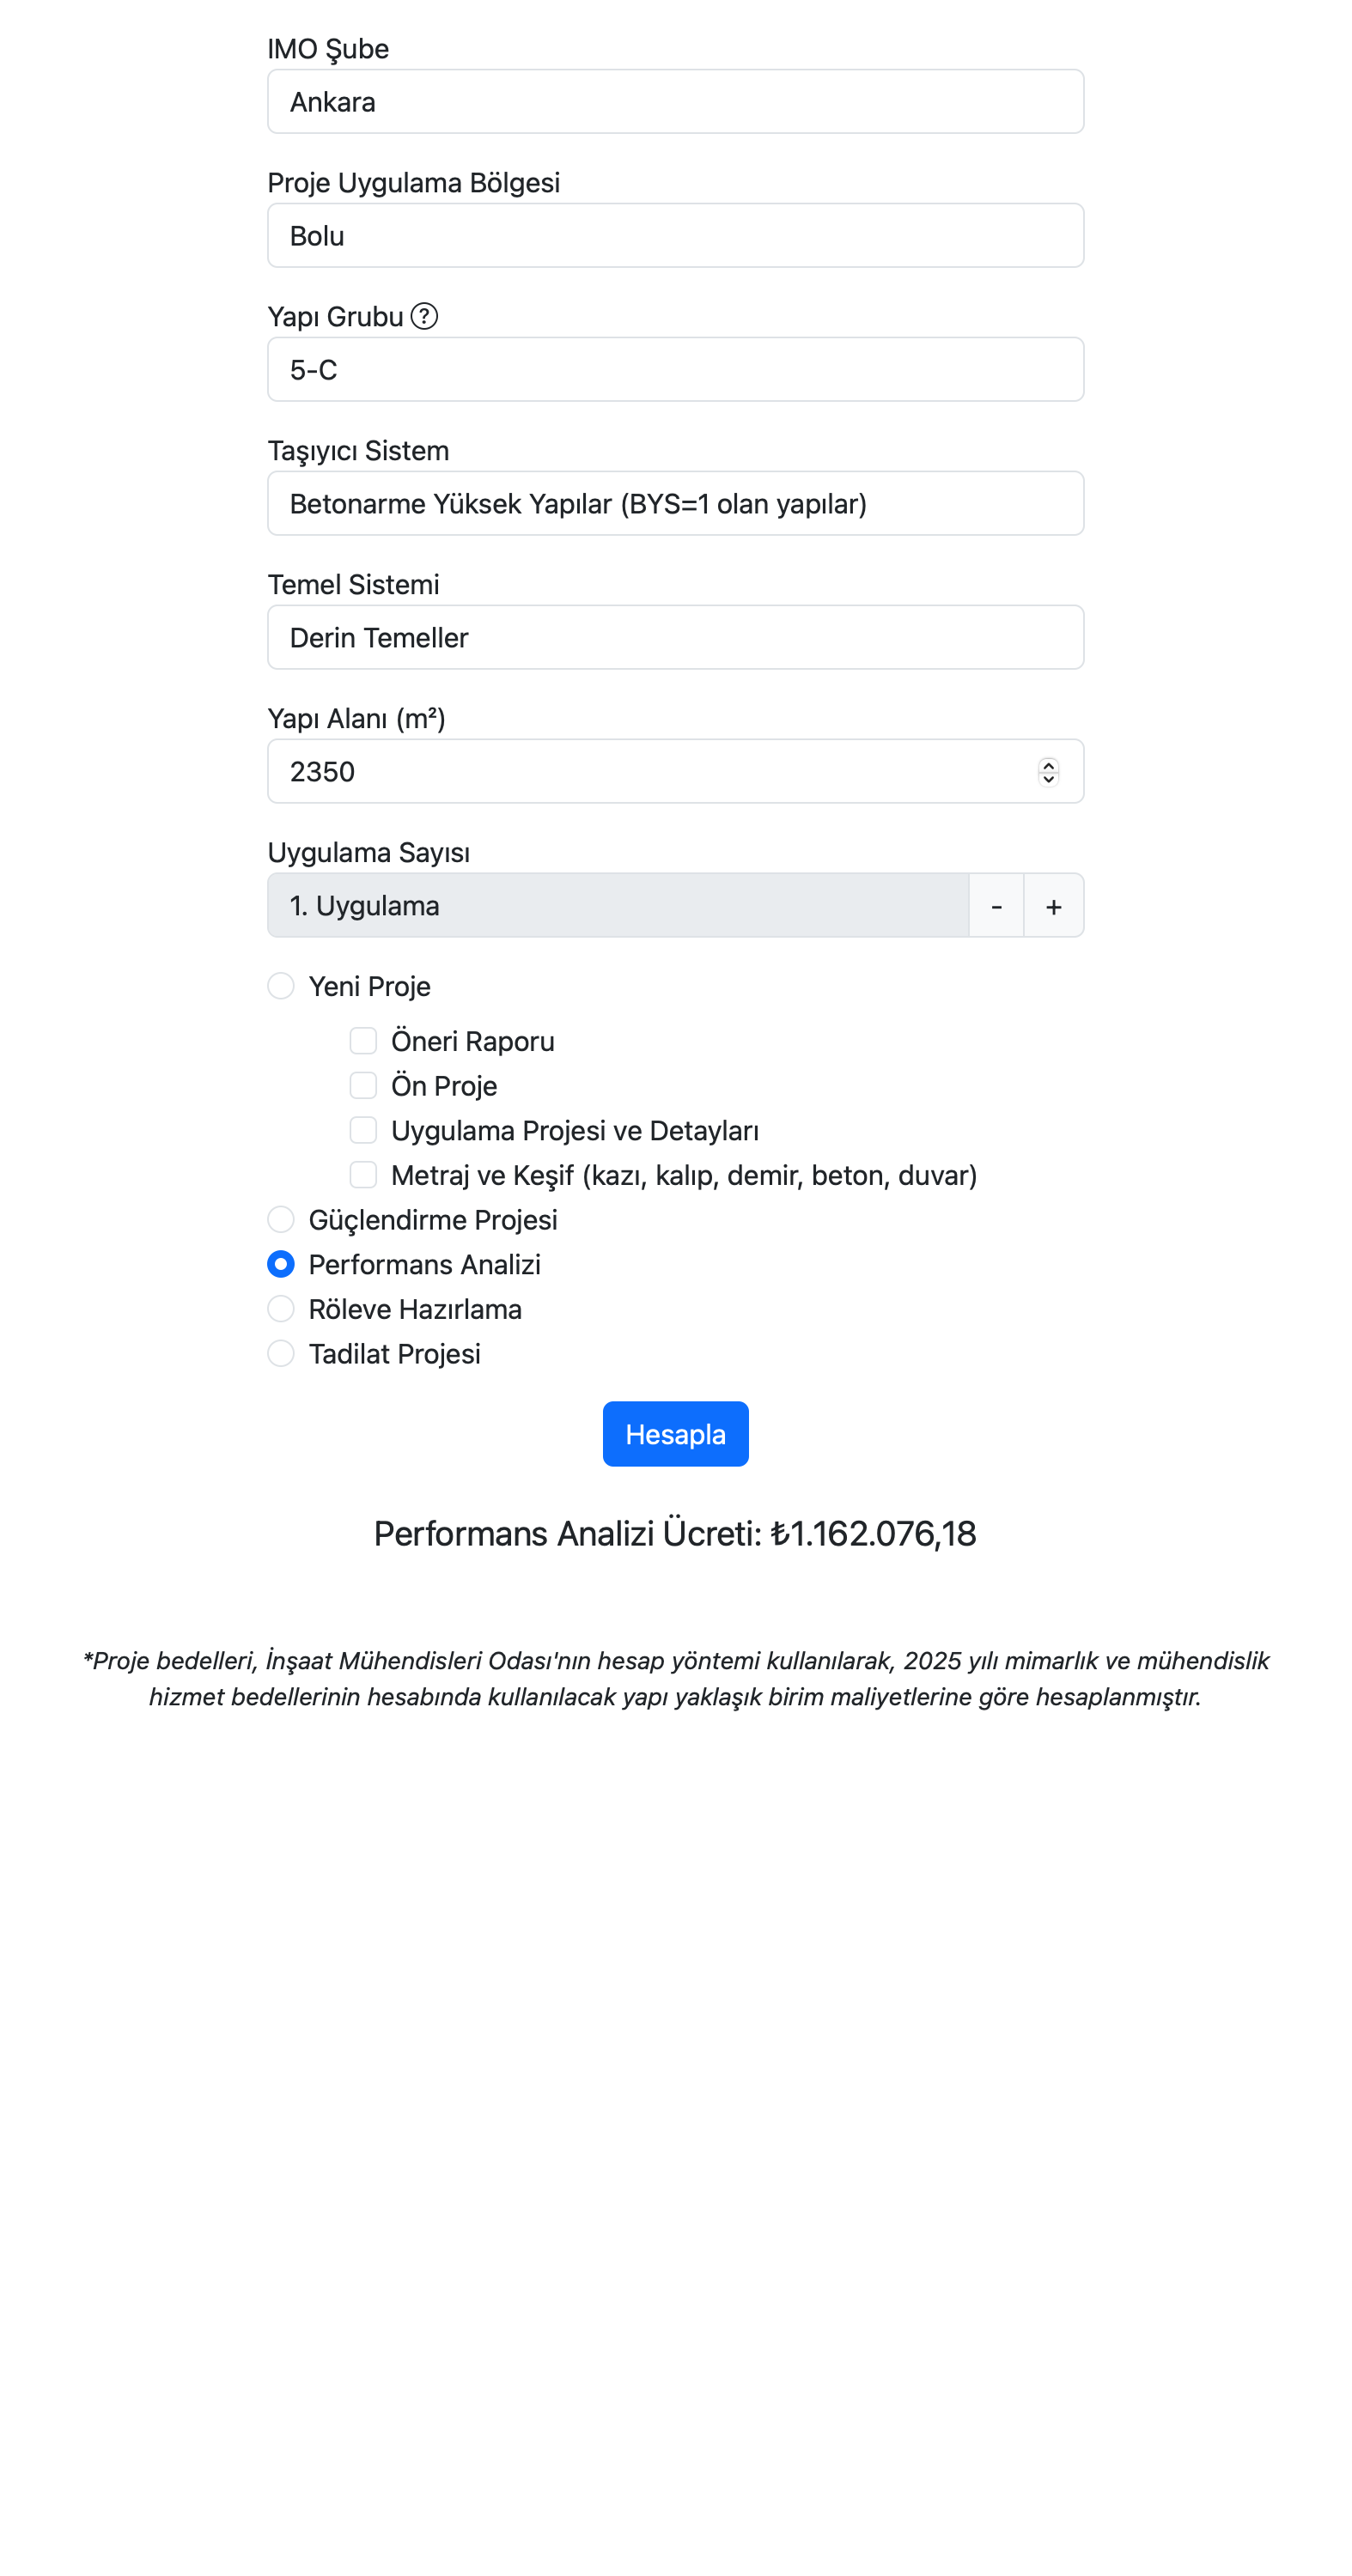 IMO Şube
Ankara
Proje Uygulama Bölgesi
Bolu
Yapı Grubu ?
5-C
Taşıyıcı Sistem
Betonarme Yüksek Yapılar (BYS=1 olan yapılar)
Temel Sistemi
Derin Temeller
Yapı Alanı (m²)
2350
Uygulama Sayısı
1. Uygulama - +
Yeni Proje
Öneri Raporu
Ön Proje
Uygulama Projesi ve Detayları
Metraj ve Keşif (kazı, kalıp, demir, beton, duvar)
Güçlendirme Projesi
Performans Analizi
Röleve Hazırlama
Tadilat Projesi
Hesapla
Performans Analizi Ücreti: ₺1.162.076,18
*Proje bedelleri, İnşaat Mühendisleri Odası'nın hesap yöntemi kullanılarak, 2025 yılı mimarlık ve mühendislik
hizmet bedellerinin hesabında kullanılacak yapı yaklaşık birim maliyetlerine göre hesaplanmıştır.